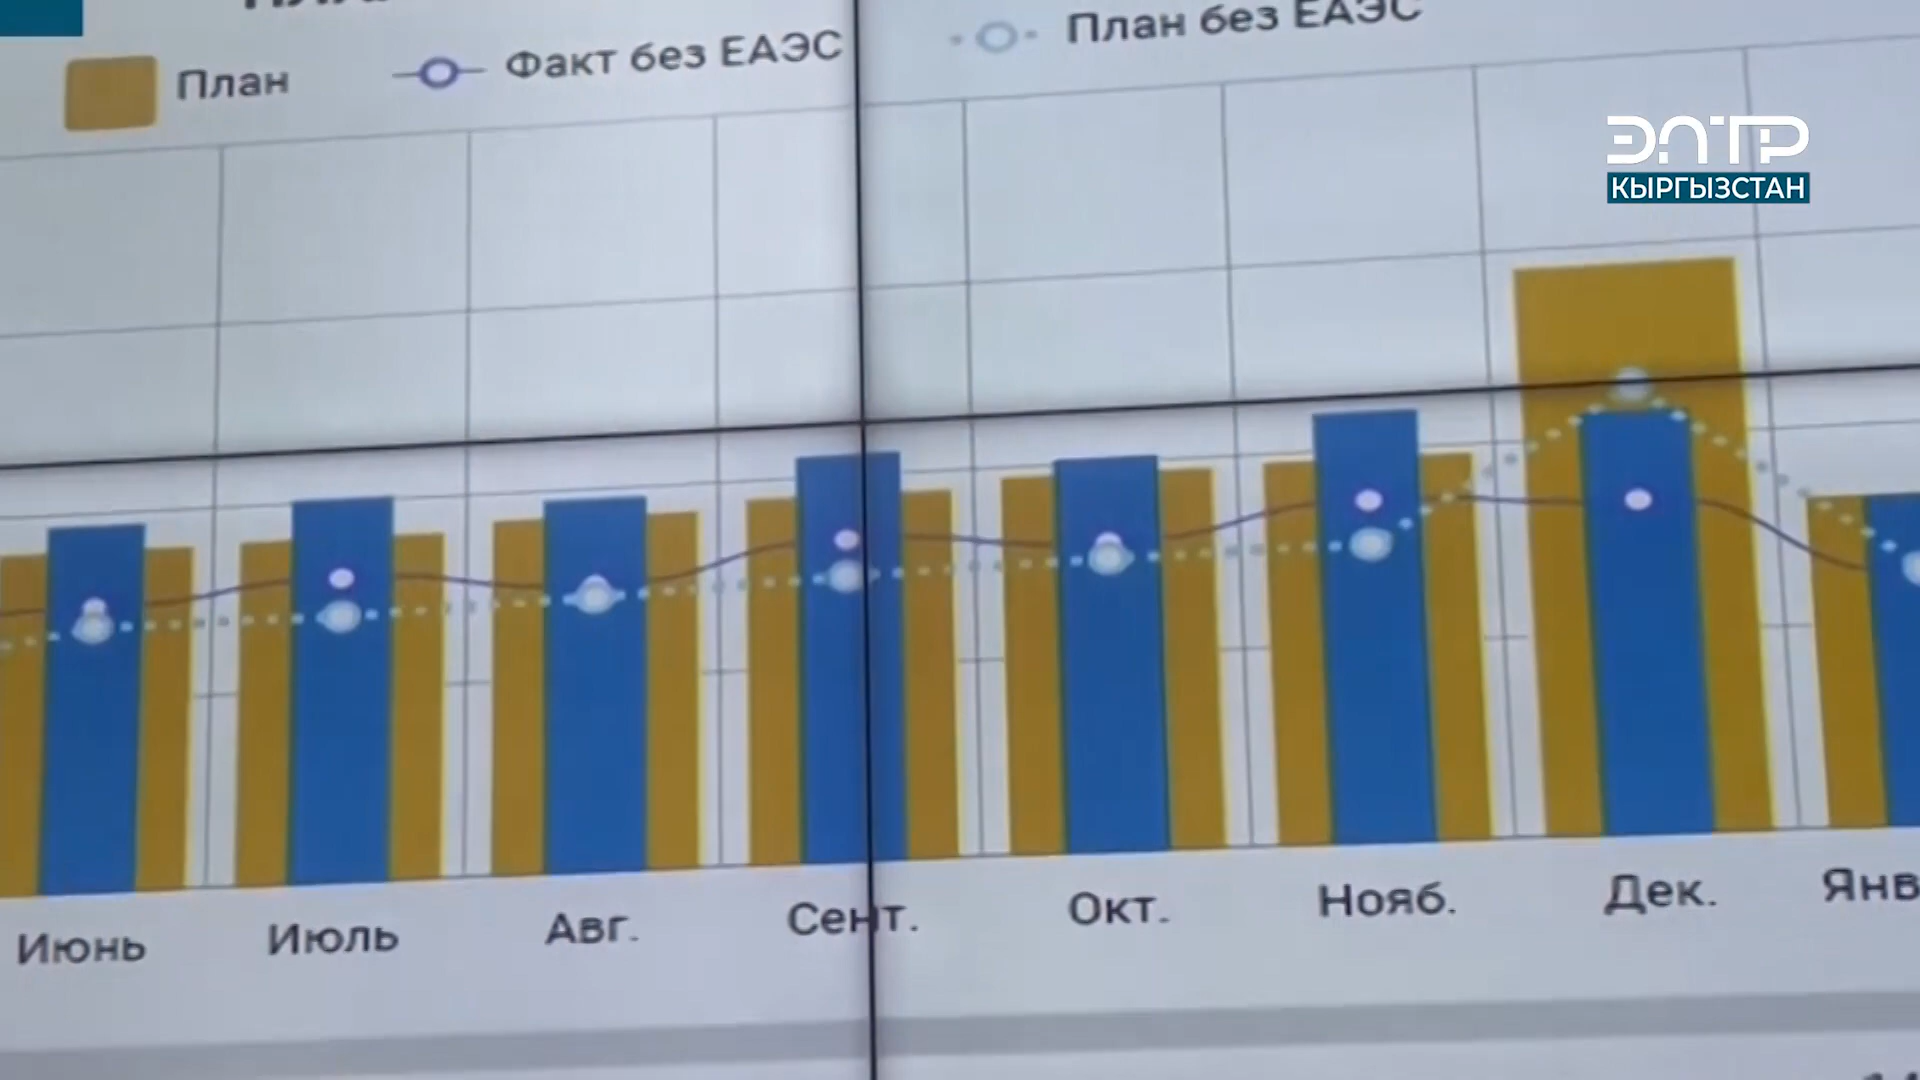 План
Факт без ЕАЭС
План без ЕАЭС
ЭЛТР
КЫРГЫЗСТАН
Июнь
Июль
Авг.
Сент.
Окт.
Нояб.
Дек.
Янв